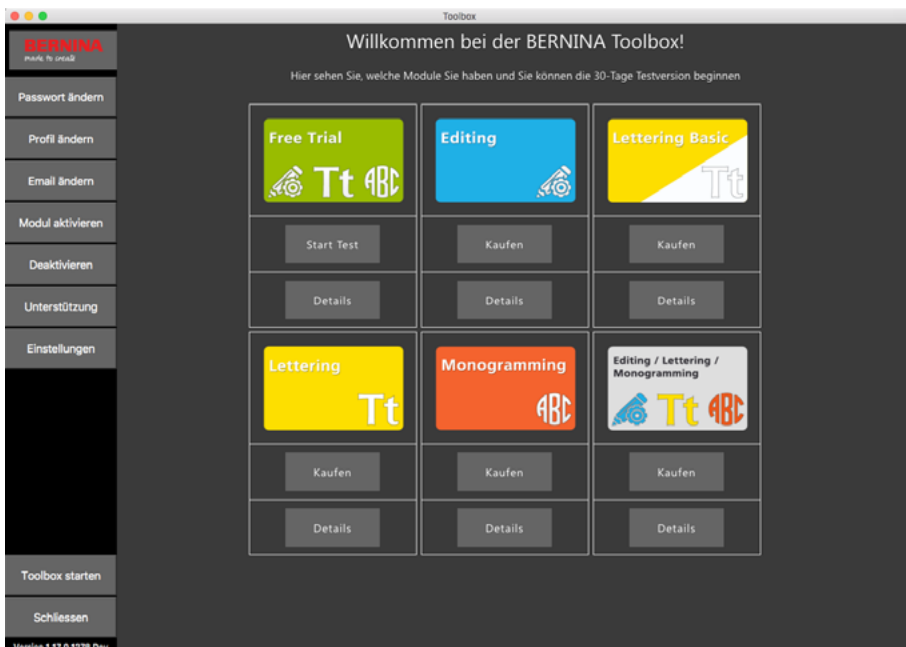 Toolbox
BERNINA
made to create
Willkommen bei der BERNINA Toolbox!
Hier sehen Sie, welche Module Sie haben und Sie können die 30-Tage Testversion beginnen
Passwort ändern
Profil ändern
Email ändern
Modul aktivieren
Deaktivieren
Unterstützung
Einstellungen
Free Trial
Tt ABC
Editing
Lettering Basic
Tt
Start Test
Kaufen
Kaufen
Details
Details
Details
Lettering
Tt
Monogramming
ABC
Editing / Lettering /
Monogramming
Tt ABC
Kaufen
Kaufen
Kaufen
Details
Details
Details
Toolbox starten
Schliessen